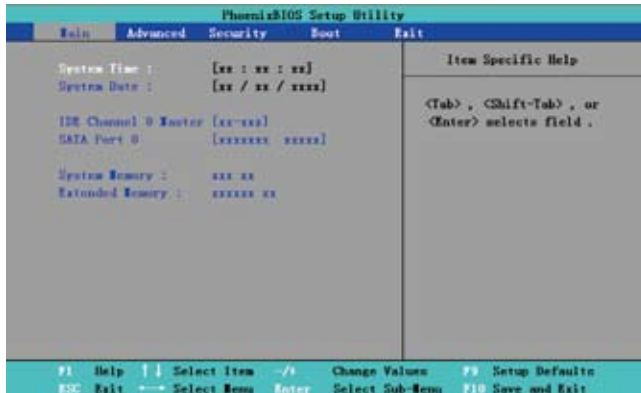 PhoenixBIOS Setup Utility
Main Advanced Security Boot Exit
System Time : [xx : xx : xx]
System Date : [xx / xx / xxxx]
IDE Channel 0 Master [xx-xxx]
SATA Port 0 [xxxxxxx xxxxx]
System Memory : xxx xx
Extended Memory : xxxxxx xx
Item Specific Help
<Tab> , <Shift-Tab> , or
<Enter> selects field .
F1 Help ↑↓ Select Item -/+ Change Values F9 Setup Defaults
ESC Exit ←→ Select Menu Enter Select Sub-Menu F10 Save and Exit